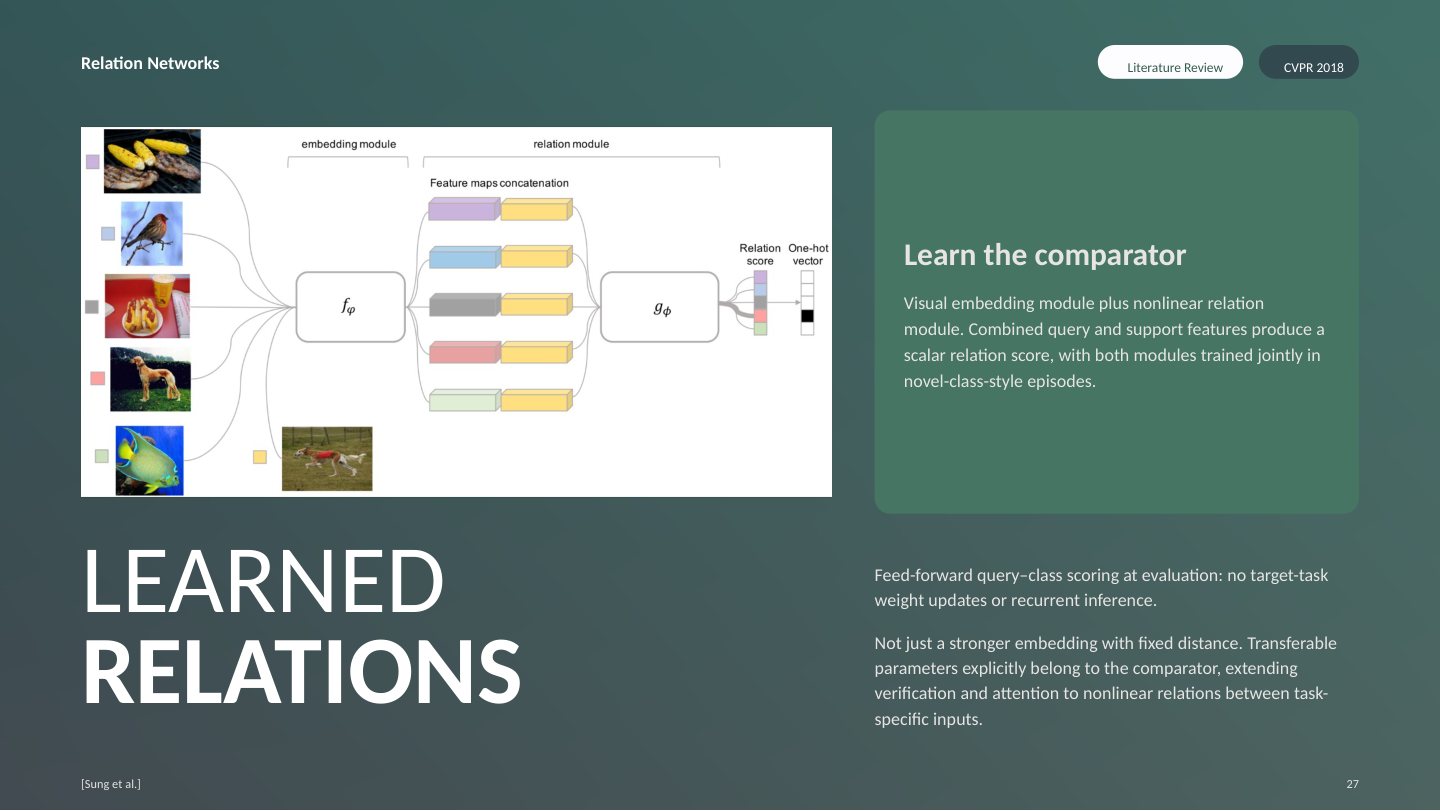 Relation Networks
Literature Review
CVPR 2018
embedding module
relation module
Feature maps concatenation
Relation score
One-hot vector
fφ
gϕ
Learn the comparator
Visual embedding module plus nonlinear relation
module. Combined query and support features produce a
scalar relation score, with both modules trained jointly in
novel-class-style episodes.
LEARNED
RELATIONS
Feed-forward query–class scoring at evaluation: no target-task
weight updates or recurrent inference.
Not just a stronger embedding with fixed distance. Transferable
parameters explicitly belong to the comparator, extending
verification and attention to nonlinear relations between task-
specific inputs.
[Sung et al.]
27